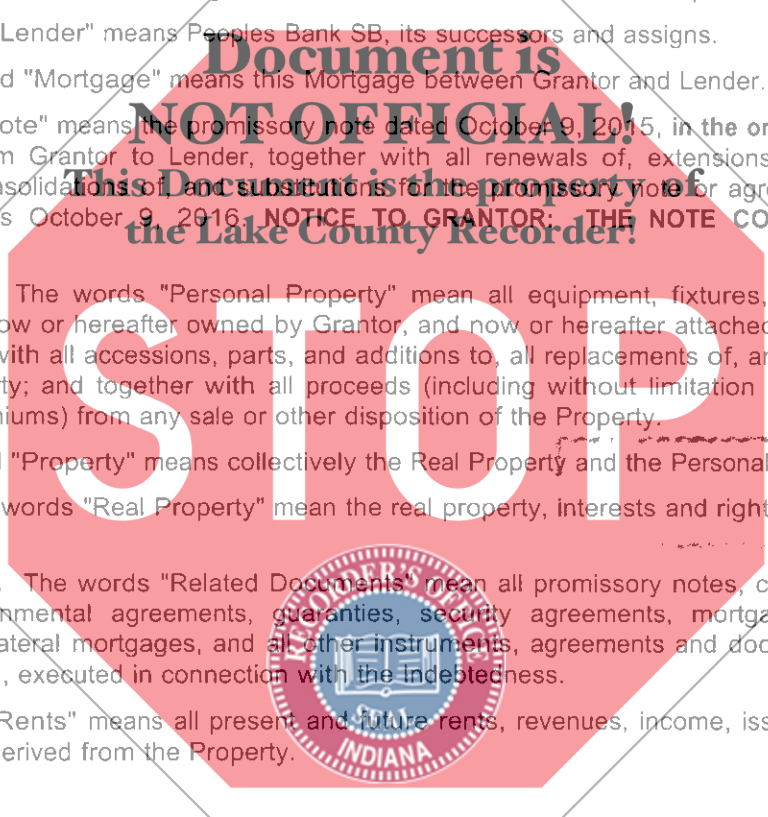 Lender" means Peoples Bank SB, its successors and assigns.
Document is
d "Mortgage" means this Mortgage between Grantor and Lender.
NOT OFFICIAL!
ote" means the promissory note dated October 9, 2015, in the or
m Grantor to Lender, together with all renewals of, extensions
This Document is the property of
nsolidations of, and substitutions for the promissory note or agre
s October 9, 2016. NOTICE TO GRANTOR: THE NOTE CO
the Lake County Recorder!
The words "Personal Property" mean all equipment, fixtures,
ow or hereafter owned by Grantor, and now or hereafter attached
with all accessions, parts, and additions to, all replacements of, an
ty; and together with all proceeds (including without limitation
niums) from any sale or other disposition of the Property.
STOP
"Property" means collectively the Real Property and the Personal
words "Real Property" mean the real property, interests and right
The words "Related Documents" mean all promissory notes, c
nmental agreements, guaranties, security agreements, mortga
ateral mortgages, and all other instruments, agreements and doc
, executed in connection with the Indebtedness.
RECORDER'S OFFICE
SEAL
INDIANA
Rents" means all present and future rents, revenues, income, iss
erived from the Property.